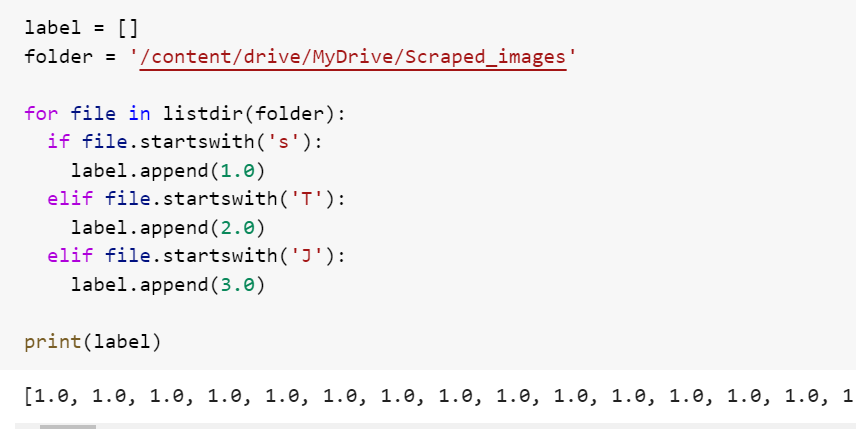 label = []
folder = '/content/drive/MyDrive/Scraped_images'
for file in listdir(folder):
  if file.startswith('s'):
    label.append(1.0)
  elif file.startswith('T'):
    label.append(2.0)
  elif file.startswith('J'):
    label.append(3.0)
print(label)
[1.0, 1.0, 1.0, 1.0, 1.0, 1.0, 1.0, 1.0, 1.0, 1.0, 1.0, 1.0, 1.0, 1.0, 1